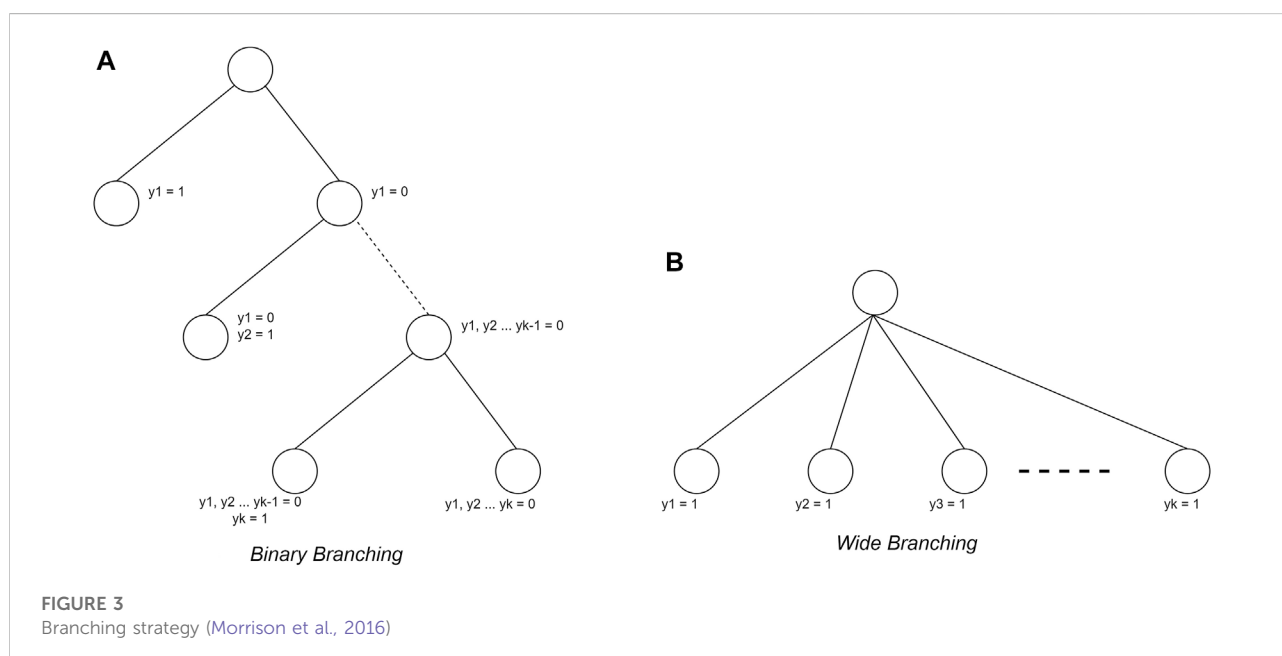 A
y1 = 1
y1 = 0
y1 = 0
y2 = 1
y1, y2 ... yk-1 = 0
y1, y2 ... yk-1 = 0
yk = 1
y1, y2 ... yk = 0
Binary Branching
B
y1 = 1
y2 = 1
y3 = 1
yk = 1
Wide Branching
FIGURE 3
Branching strategy (Morrison et al., 2016)